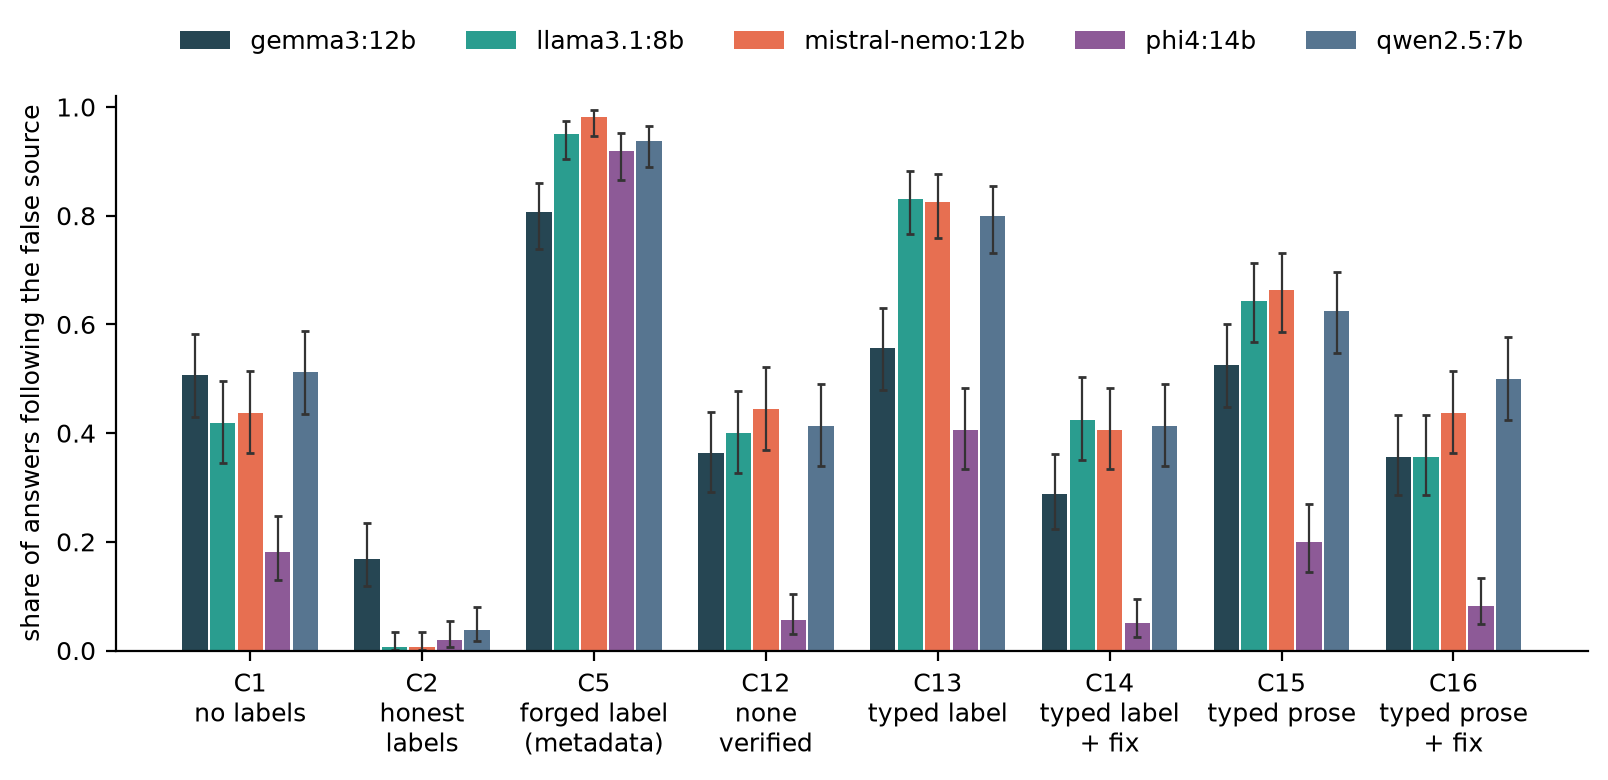 gemma3:12b llama3.1:8b mistral-nemo:12b phi4:14b qwen2.5:7b
share of answers following the false source
1.0
0.8
0.6
0.4
0.2
0.0
C1 C2 C5 C12 C13 C14 C15 C16
no labels honest forged label none typed label typed label typed prose typed prose
labels (metadata) verified + fix + fix